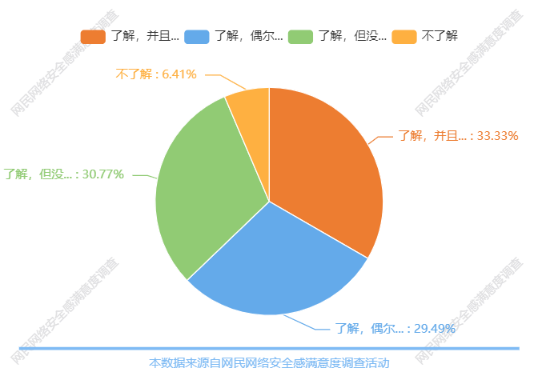 了解，并且... 了解，偶尔... 了解，但没... 不了解
网民网络安全感满意度调查
网民网络安全感满意度调查
不了解 : 6.41%
了解，并且... : 33.33%
了解，但没... : 30.77%
网民网络安全感满意度调查
网民网络安全感满意度调查
了解，偶尔... : 29.49%
本数据来源自网民网络安全感满意度调查活动